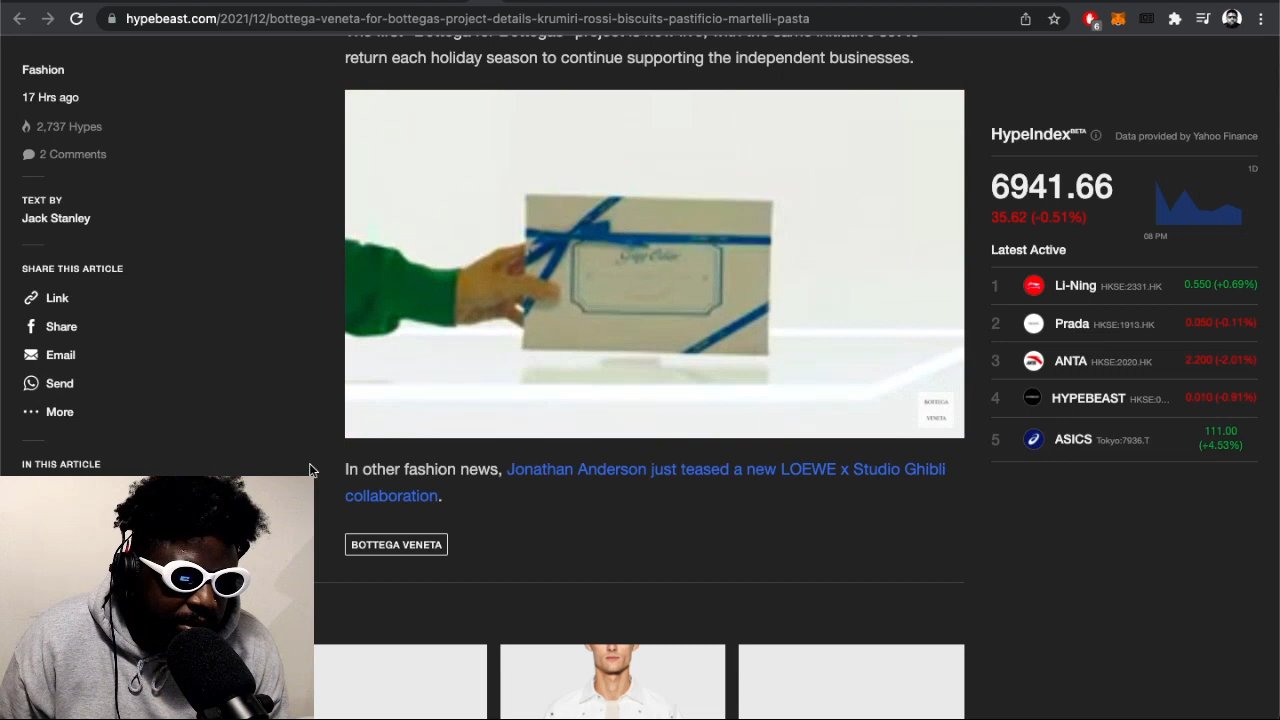 hypebeast.com/2021/12/bottega-veneta-for-bottegas-project-details-krumiri-rossi-biscuits-pastificio-martelli-pasta
6
Fashion
17 Hrs ago
2,737 Hypes
2 Comments
TEXT BY
Jack Stanley
SHARE THIS ARTICLE
Link
Share
Email
Send
More
IN THIS ARTICLE
return each holiday season to continue supporting the independent businesses.
BOTTEGA
VENETA
In other fashion news, Jonathan Anderson just teased a new LOEWE x Studio Ghibli
collaboration.
BOTTEGA VENETA
HypeIndex BETA Data provided by Yahoo Finance
6941.66
1D
35.62 (-0.51%)
08 PM
Latest Active
1 Li-Ning HKSE:2331.HK 0.550 (+0.69%)
2 Prada HKSE:1913.HK 0.050 (-0.11%)
3 ANTA HKSE:2020.HK 2.200 (-2.01%)
4 HYPEBEAST HKSE:0... 0.010 (-0.91%)
5 ASICS Tokyo:7936.T 111.00
(+4.53%)